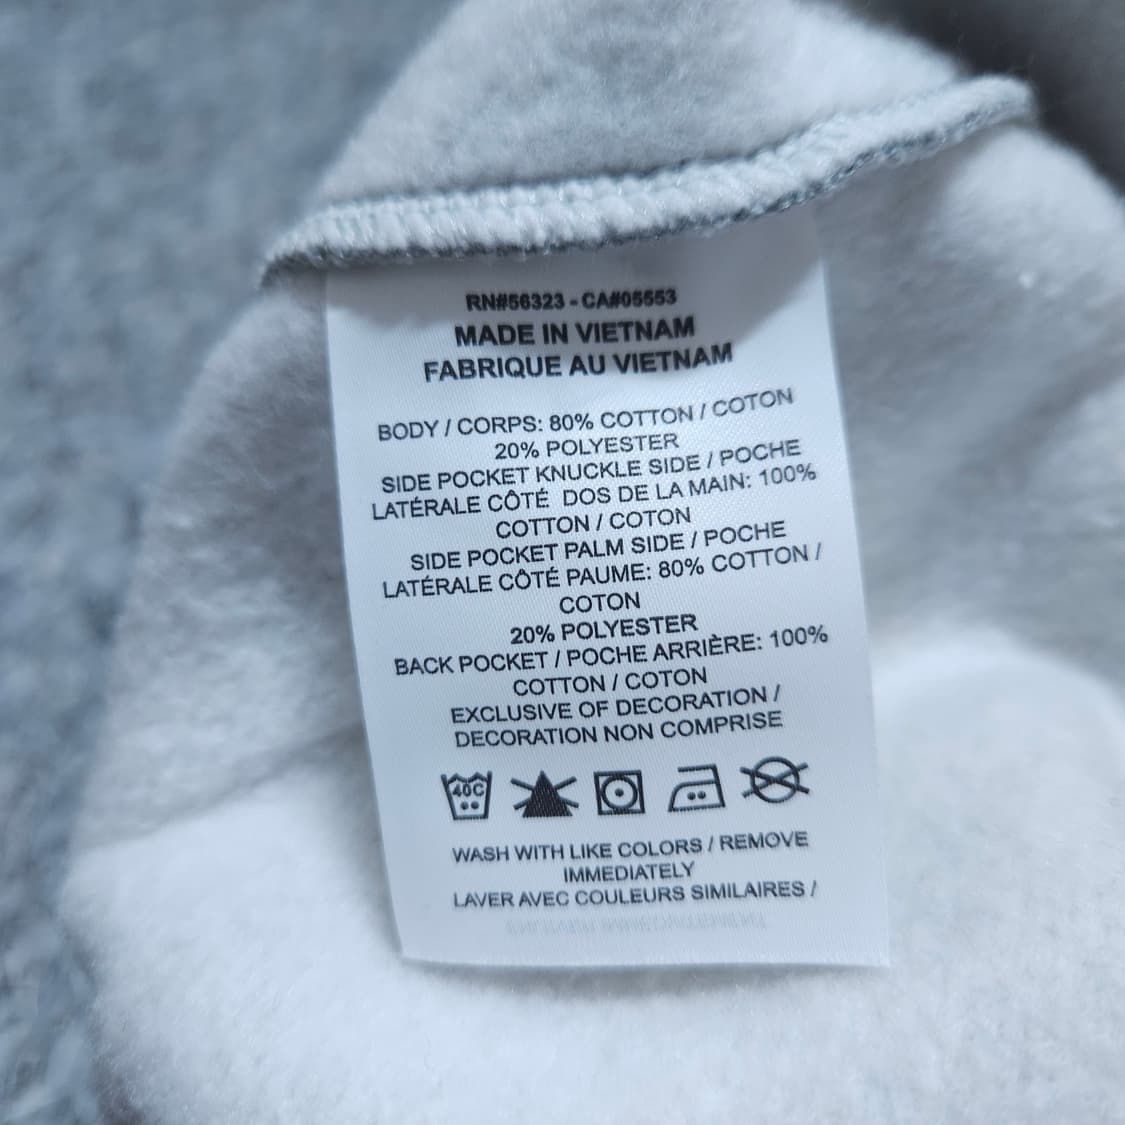 RN#56323 - CA#05553
MADE IN VIETNAM
FABRIQUE AU VIETNAM
BODY / CORPS: 80% COTTON / COTON
20% POLYESTER
SIDE POCKET KNUCKLE SIDE / POCHE
LATÉRALE CÔTÉ DOS DE LA MAIN: 100%
COTTON / COTON
SIDE POCKET PALM SIDE / POCHE
LATÉRALE CÔTÉ PAUME: 80% COTTON /
COTON
20% POLYESTER
BACK POCKET / POCHE ARRIÈRE: 100%
COTTON / COTON
EXCLUSIVE OF DECORATION /
DECORATION NON COMPRISE
40C
WASH WITH LIKE COLORS / REMOVE
IMMEDIATELY
LAVER AVEC COULEURS SIMILAIRES /